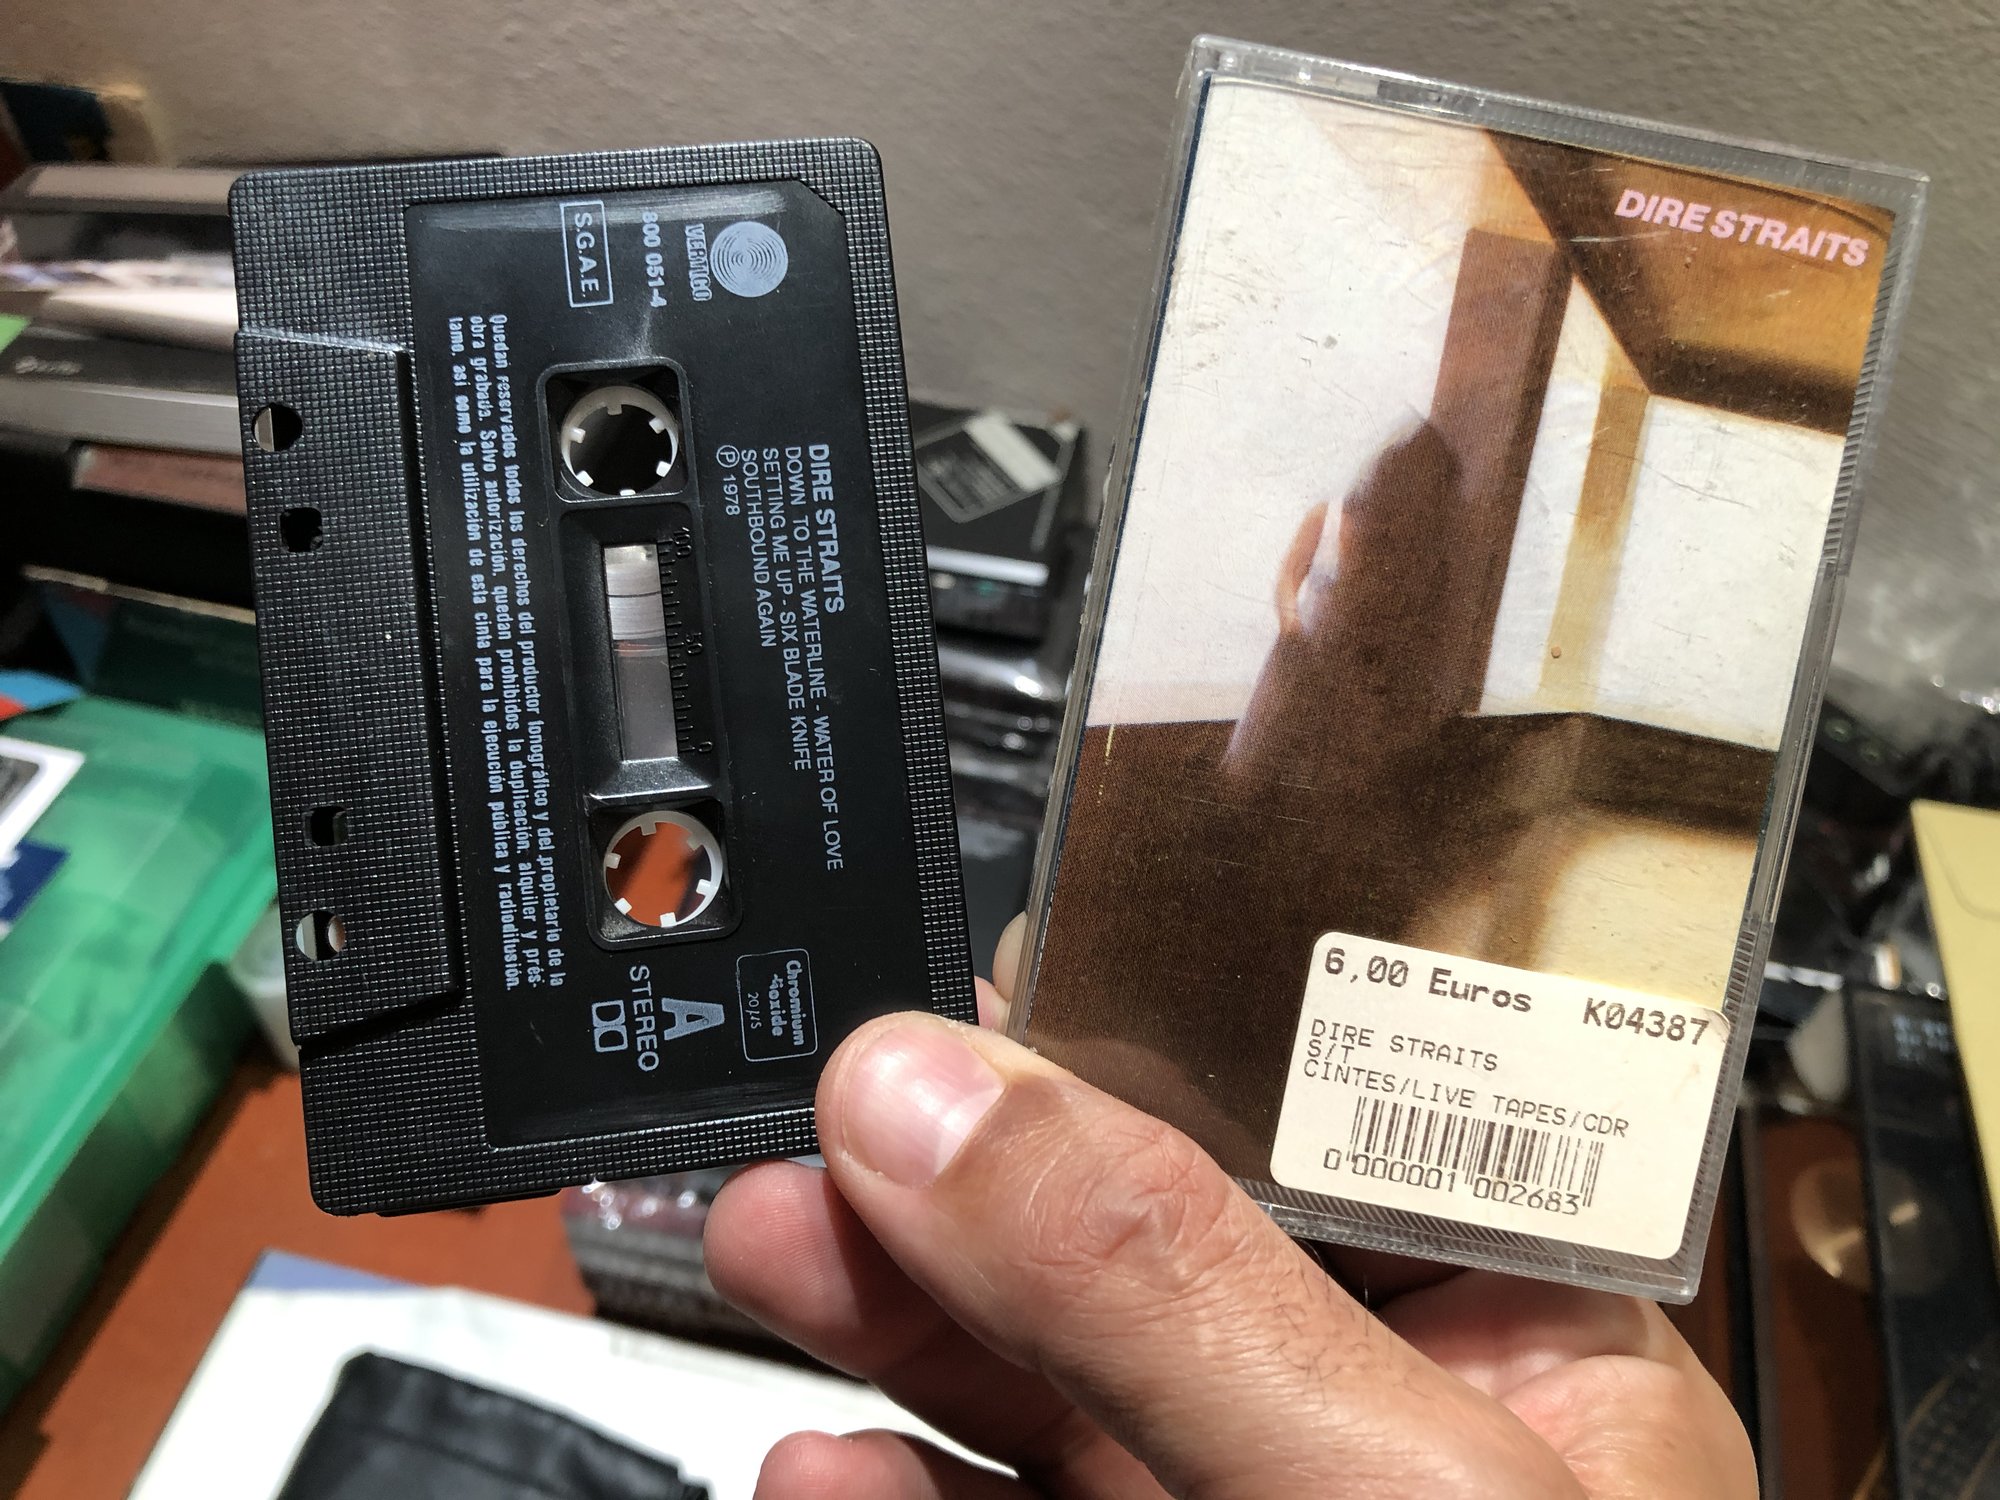 VERTIGO
800 051-4
S.G.A.E.
DIRE STRAITS
DOWN TO THE WATERLINE - WATER OF LOVE
SETTING ME UP - SIX BLADE KNIFE
SOUTHBOUND AGAIN
℗ 1978
100 50 0
Chromium
dioxide
20 µs
A
STEREO
Quedan reservados todos los derechos del productor fonográfico y del propietario de la
obra grabada. Salvo autorización, quedan prohibidos la duplicación, alquiler y prés-
tamo, así como la utilización de esta cinta para la ejecución pública y radiodifusión.
DIRE STRAITS
6,00 Euros K04387
DIRE STRAITS
S/T
CINTES/LIVE TAPES/CDR
0 000001 002683